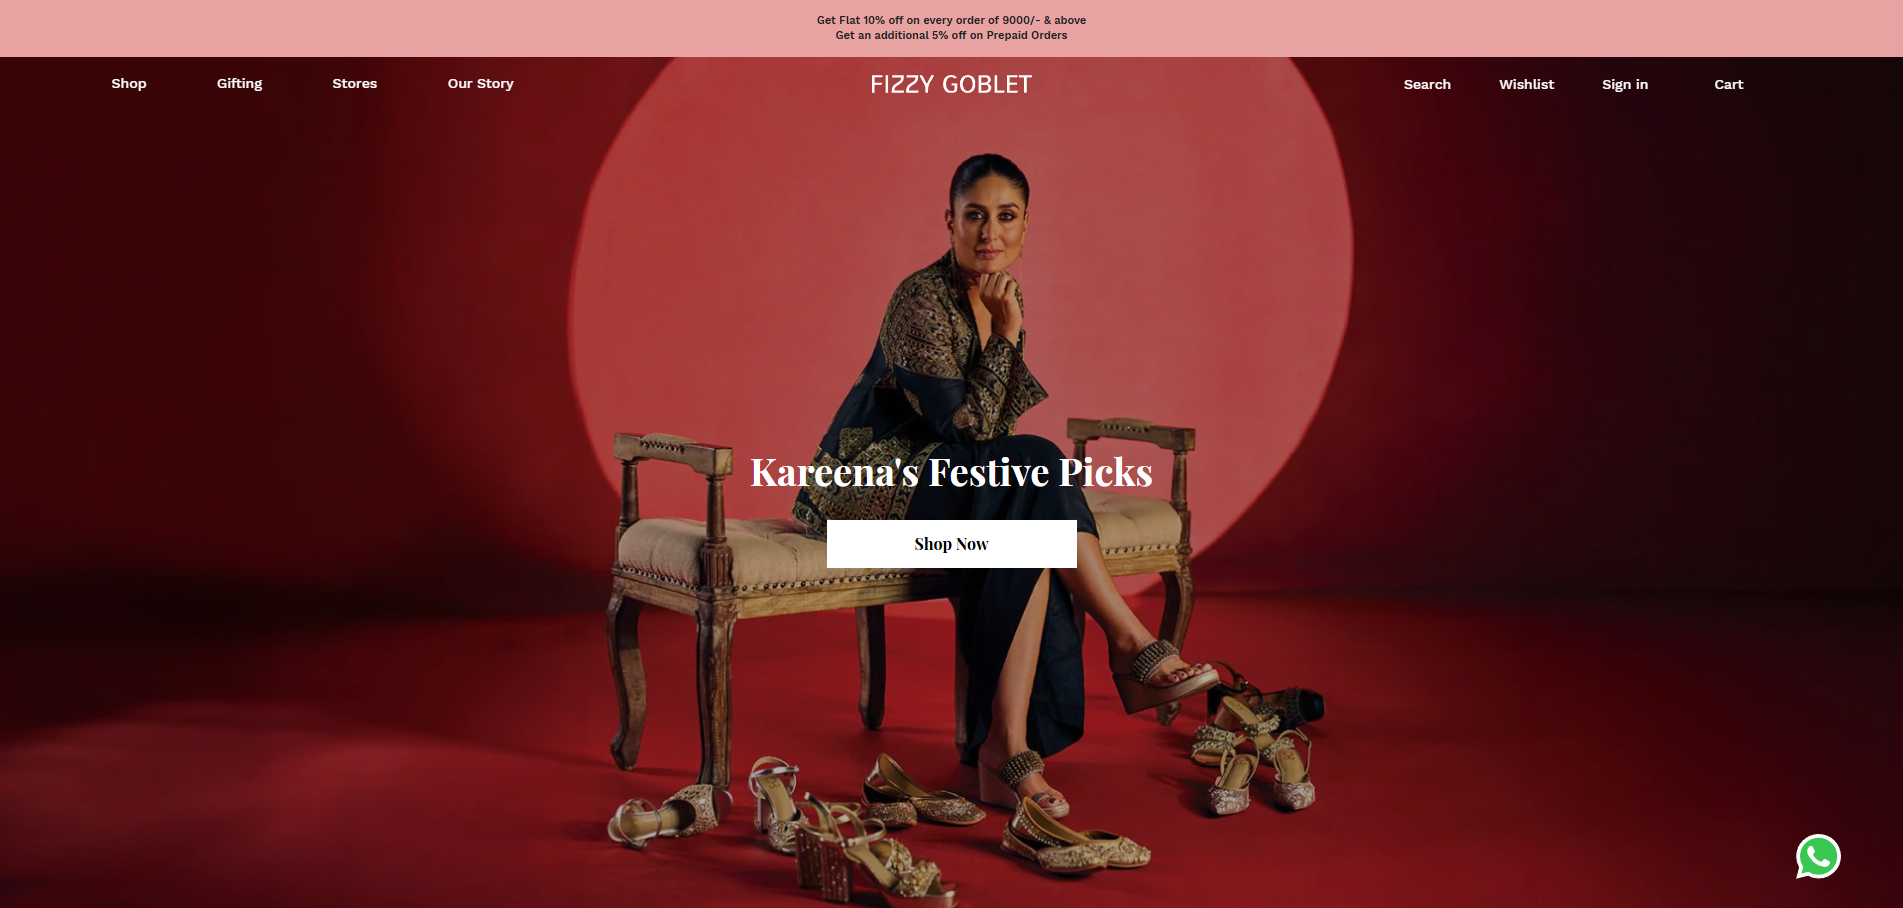 Get Flat 10% off on every order of 9000/- & above
Get an additional 5% off on Prepaid Orders
Shop Gifting Stores Our Story FIZZY GOBLET Search Wishlist Sign in Cart
Kareena's Festive Picks
Shop Now